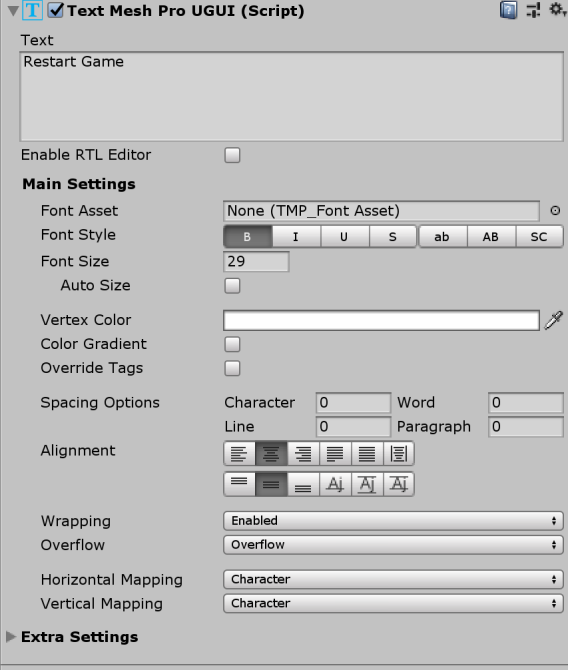 Text Mesh Pro UGUI (Script)
Text
Restart Game
Enable RTL Editor
Main Settings
Font Asset None (TMP_Font Asset)
Font Style B I U S ab AB SC
Font Size 29
Auto Size
Vertex Color
Color Gradient
Override Tags
Spacing Options Character 0 Word 0
Line 0 Paragraph 0
Alignment
Aj Aj Aj
Wrapping Enabled
Overflow Overflow
Horizontal Mapping Character
Vertical Mapping Character
Extra Settings